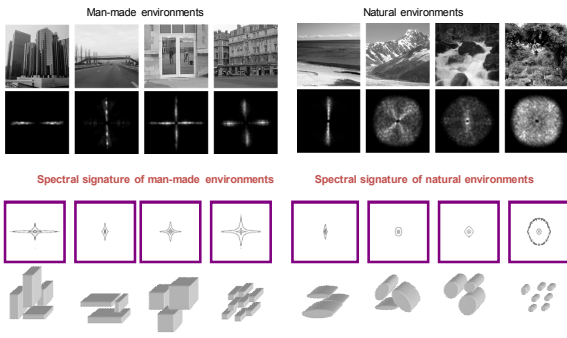 Man-made environments
Natural environments
Spectral signature of man-made environments
Spectral signature of natural environments